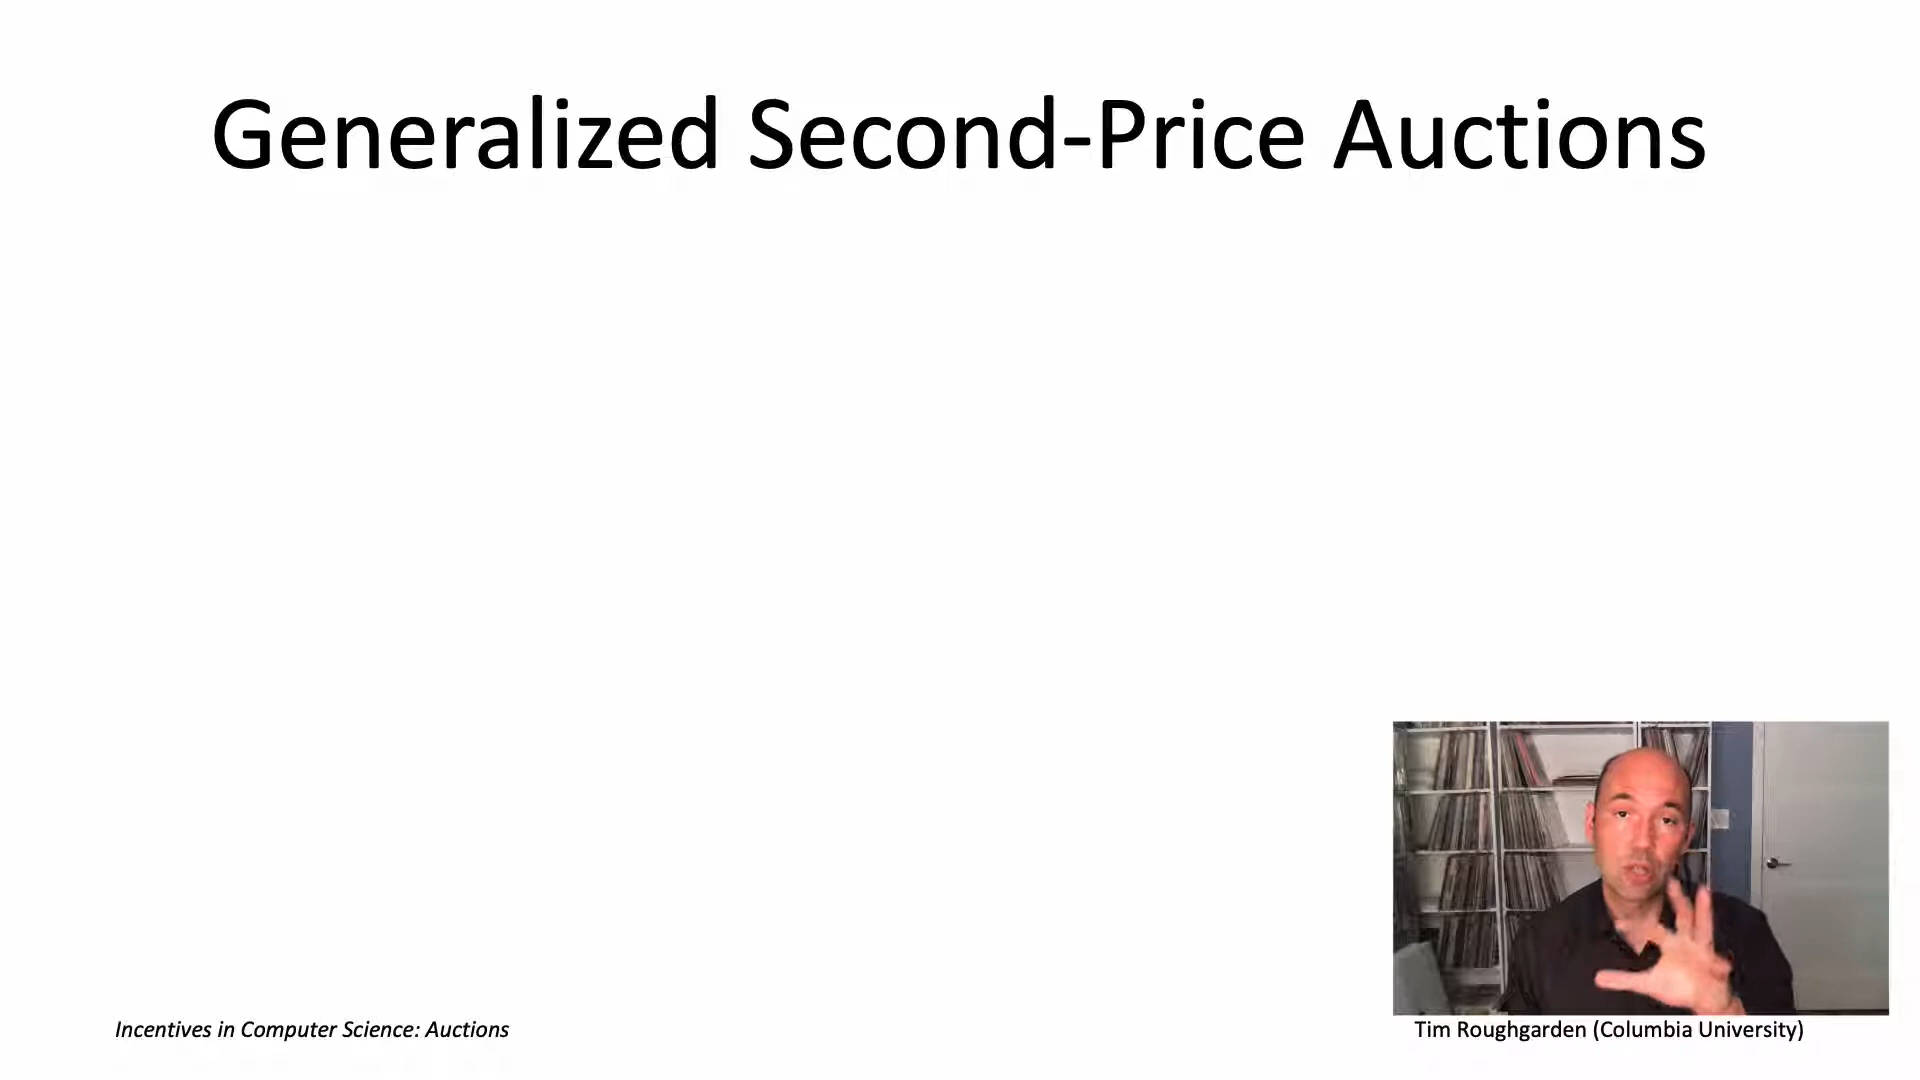 Generalized Second-Price Auctions
Incentives in Computer Science: Auctions
Tim Roughgarden (Columbia University)